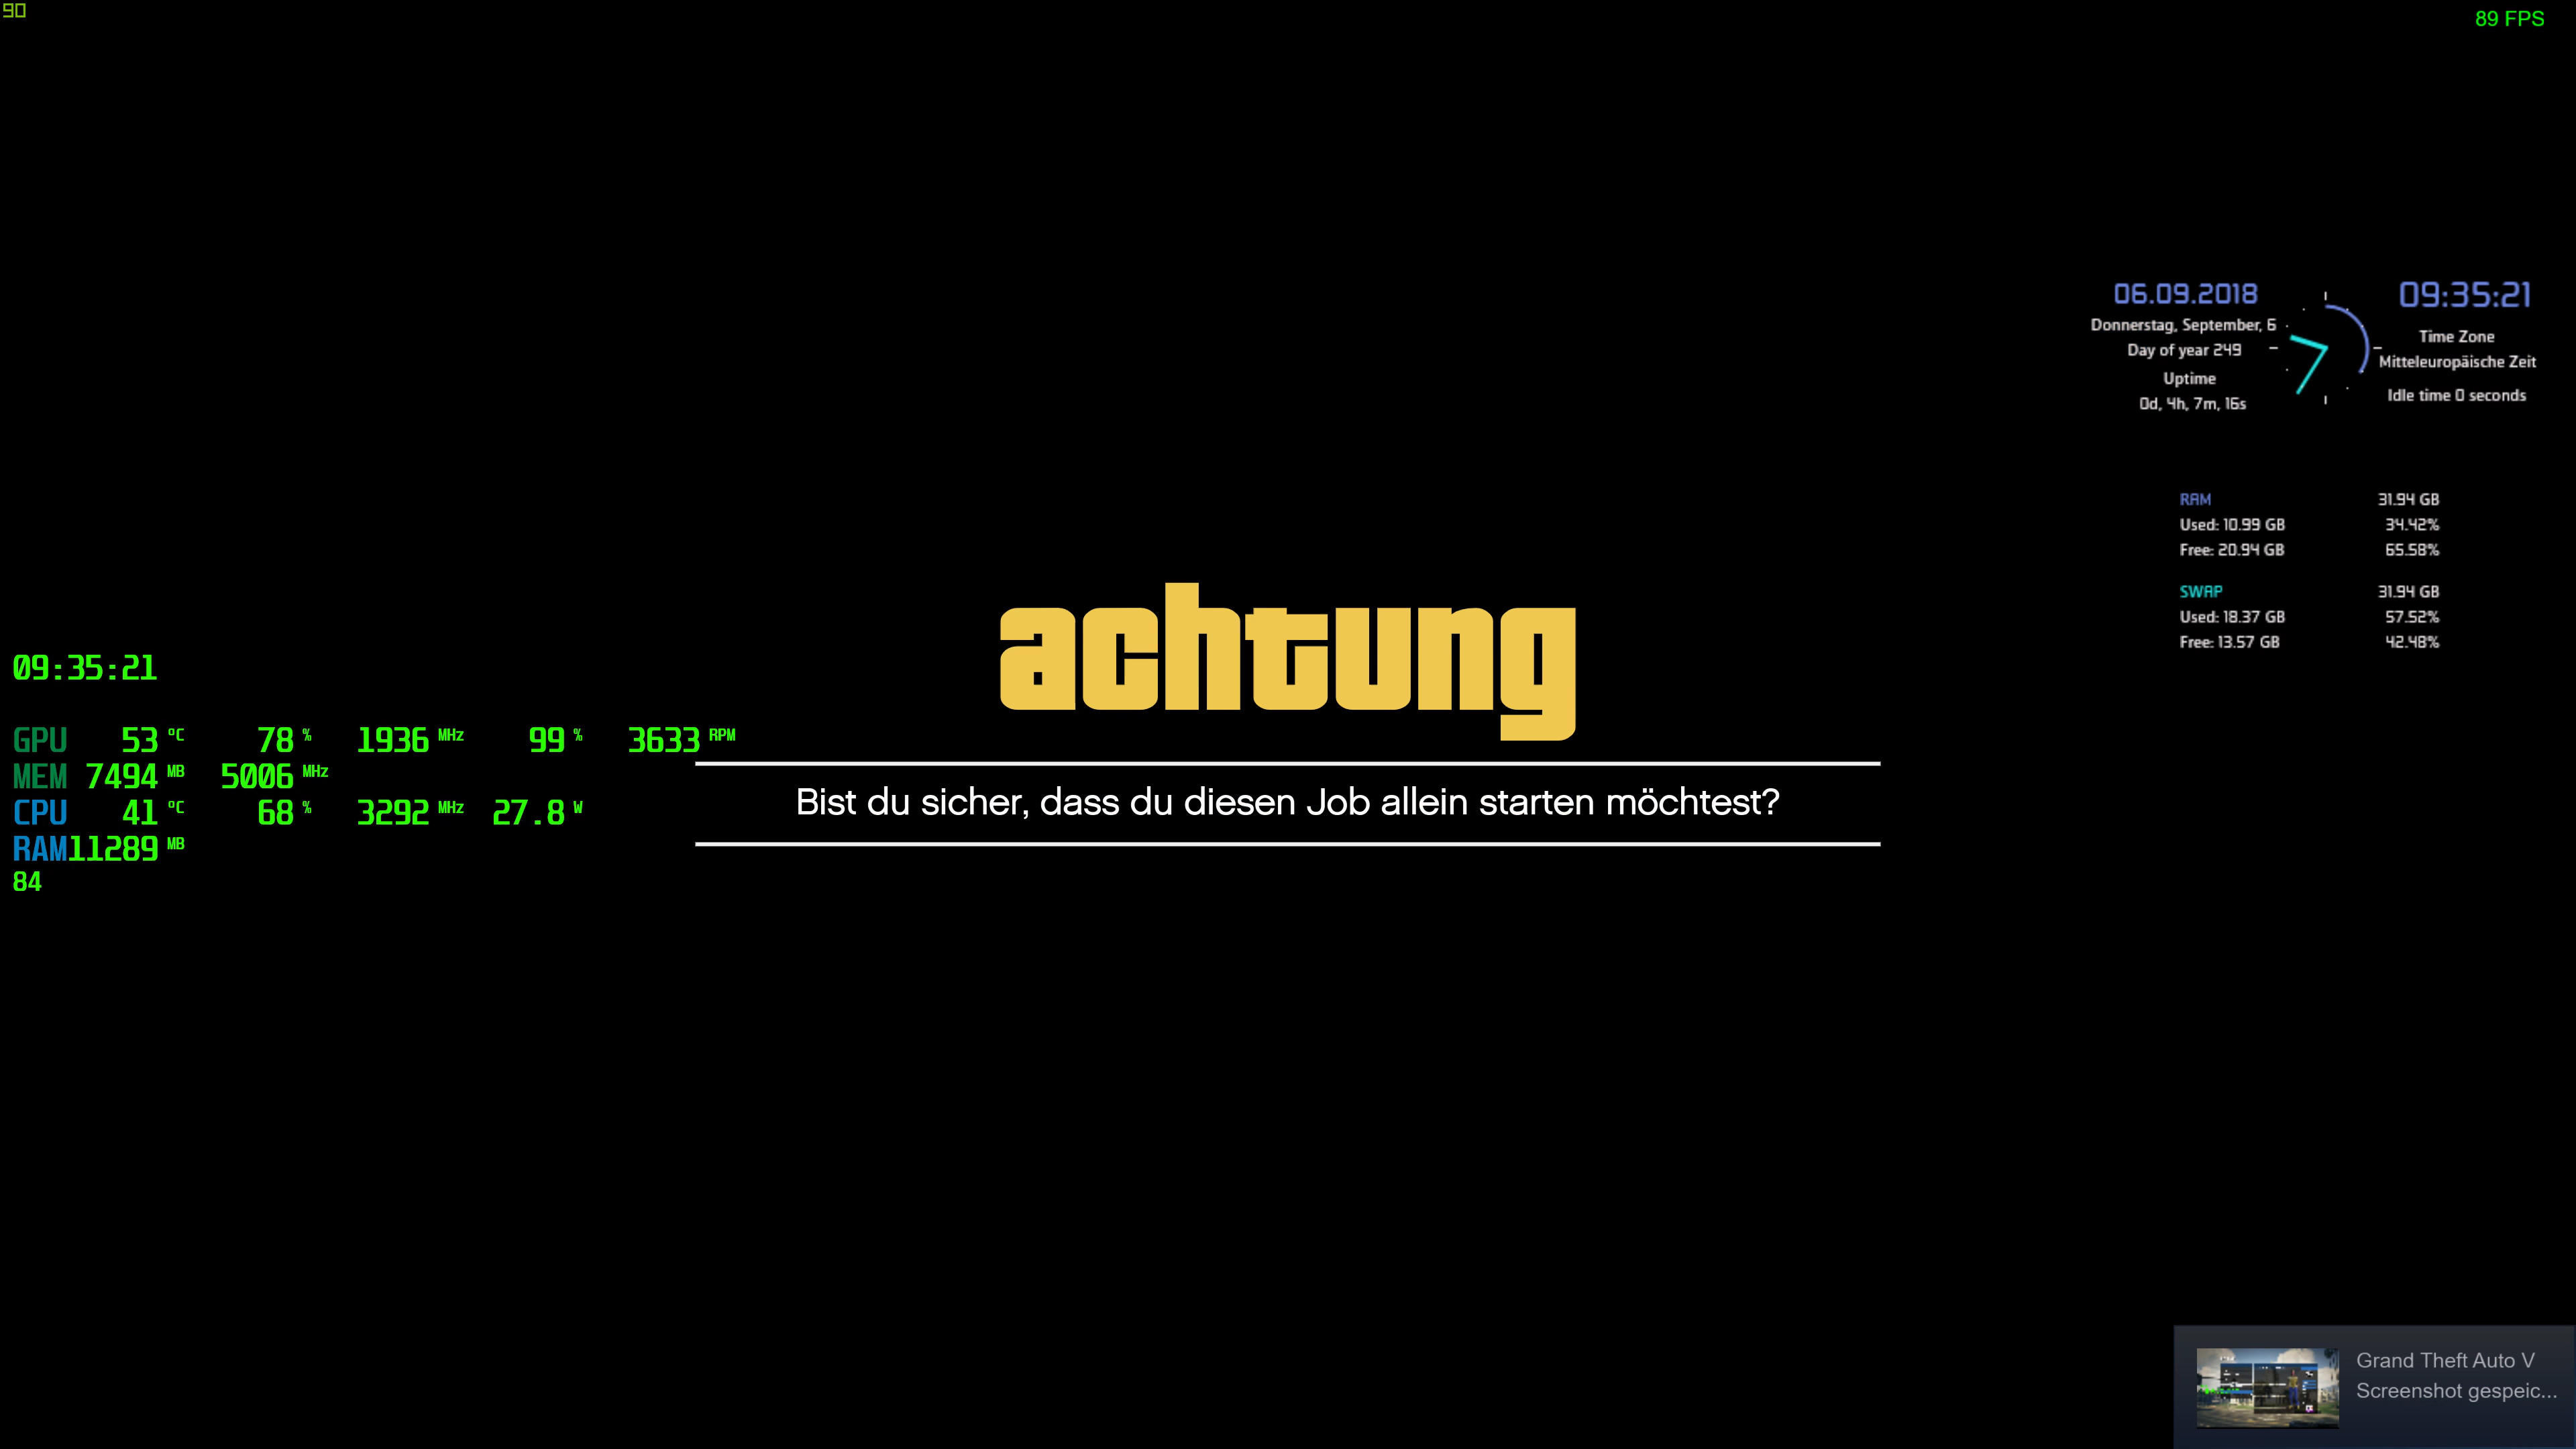 90
89 FPS
06.09.2018
Donnerstag, September, 6
Day of year 249
Uptime
0d, 4h, 7m, 16s
09:35:21
Time Zone
Mitteleuropäische Zeit
Idle time 0 seconds
RAM 31.94 GB
Used: 10.99 GB 34.42%
Free: 20.94 GB 65.58%
SWAP 31.94 GB
Used: 18.37 GB 57.52%
Free: 13.57 GB 42.48%
achtung
Bist du sicher, dass du diesen Job allein starten möchtest?
09:35:21
GPU 53 °C 78 % 1936 MHz 99 % 3633 RPM
MEM 7494 MB 5006 MHz
CPU 41 °C 68 % 3292 MHz 27.8 W
RAM 11289 MB
84
Grand Theft Auto V
Screenshot gespeic...